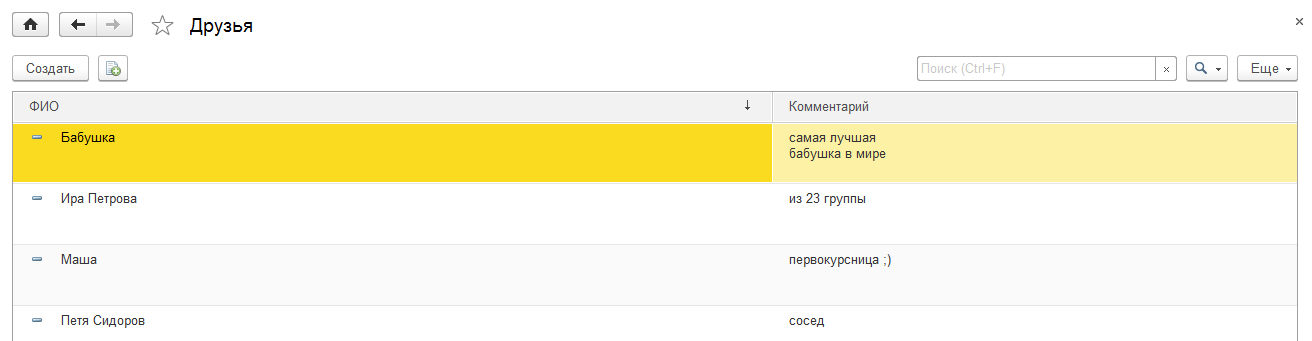 Друзья
Создать
Поиск (Ctrl+F)
Еще
ФИО
Комментарий
Бабушка
самая лучшая
бабушка в мире
Ира Петрова
из 23 группы
Маша
первокурсница ;)
Петя Сидоров
сосед